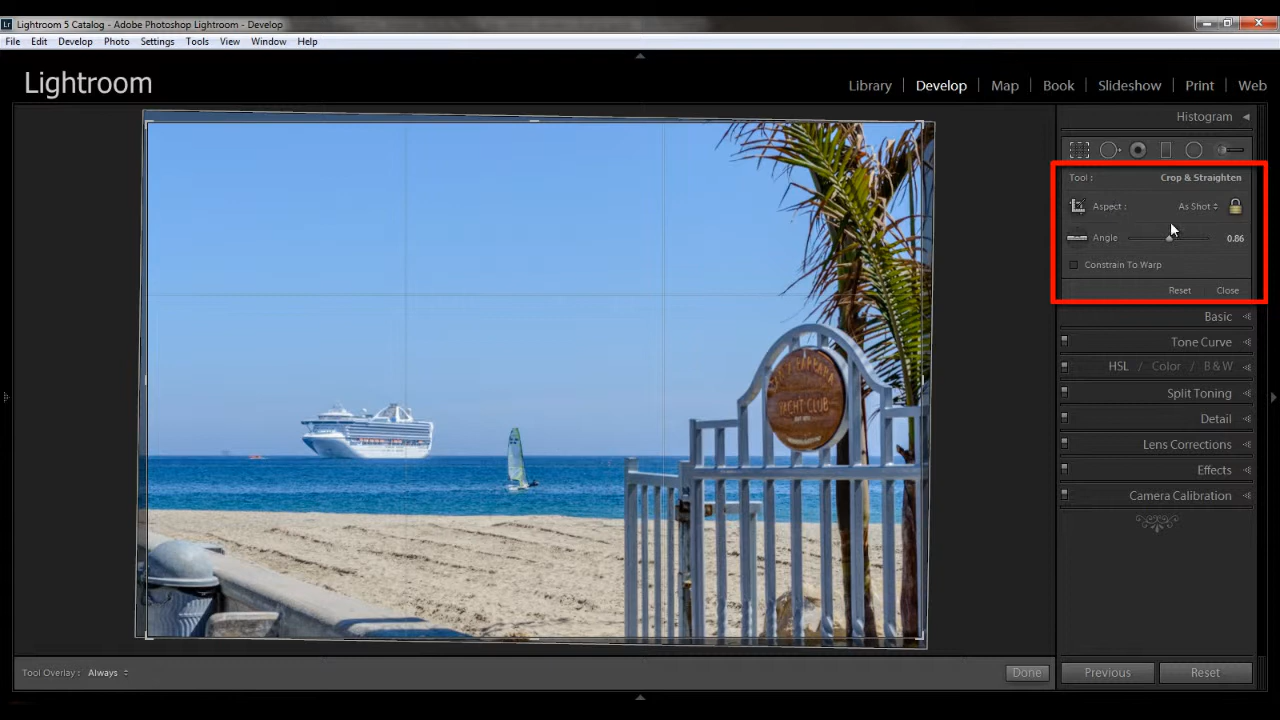 Lr Lightroom 5 Catalog - Adobe Photoshop Lightroom - Develop
File Edit Develop Photo Settings Tools View Window Help
Lightroom
Library Develop Map Book Slideshow Print Web
Histogram
Tool : Crop & Straighten
Aspect : As Shot
Angle 0.86
Constrain To Warp
Reset Close
Basic
Tone Curve
HSL / Color / B & W
Split Toning
Detail
Lens Corrections
Effects
Camera Calibration
YACHT CLUB
Tool Overlay : Always
Done
Previous Reset